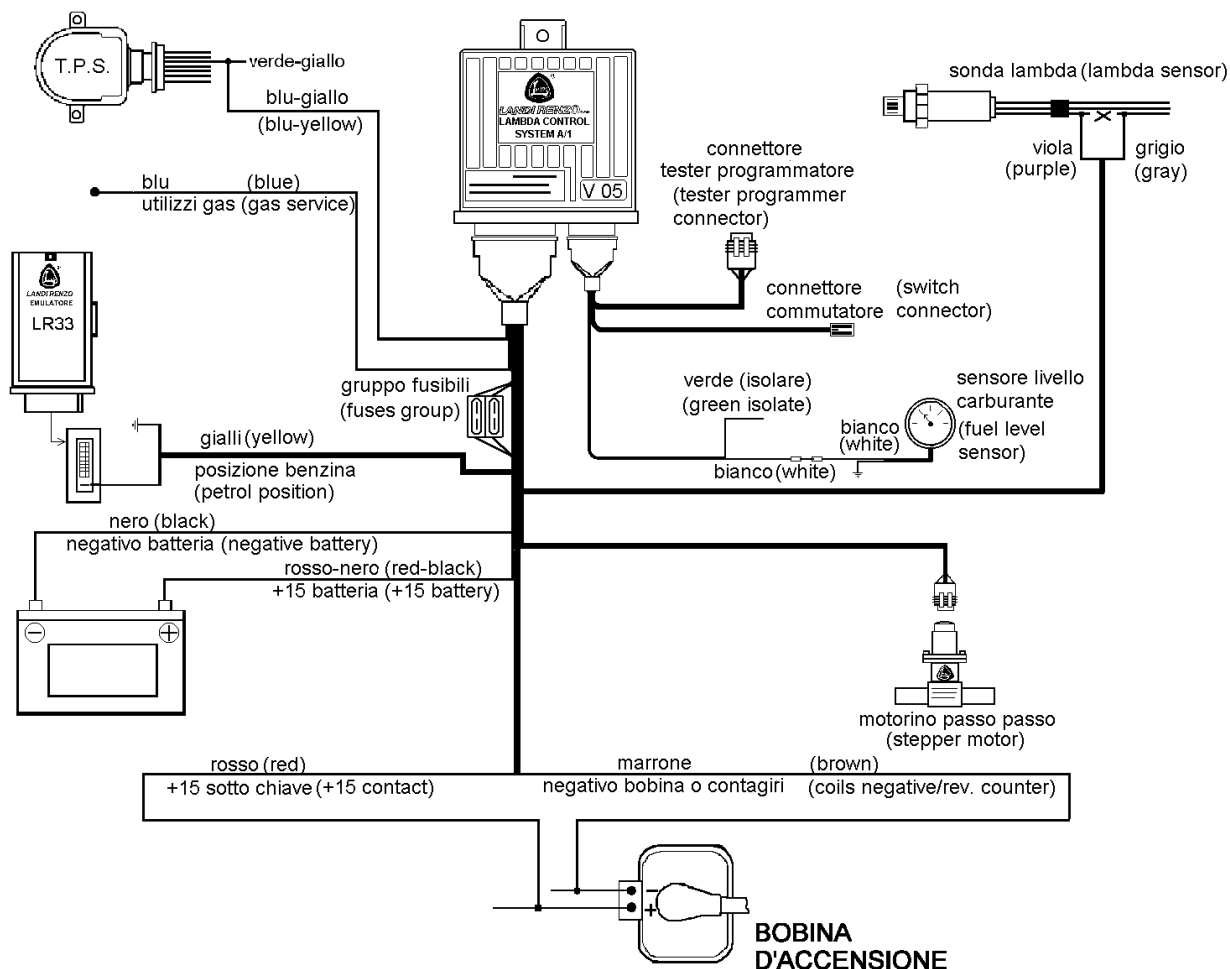 T.P.S.
verde-giallo
blu-giallo
(blu-yellow)
blu (blue)
utilizzi gas (gas service)
LANDI RENZO
LAMBDA CONTROL
SYSTEM A/1
V 05
sonda lambda (lambda sensor)
viola
(purple)
grigio
(gray)
connettore
tester programmatore
(tester programmer
connector)
connettore
commutatore
(switch
connector)
LANDI RENZO
EMULATORE
LR33
gruppo fusibili
(fuses group)
verde (isolare)
(green isolate)
sensore livello
carburante
(fuel level
sensor)
bianco
(white)
bianco (white)
gialli (yellow)
posizione benzina
(petrol position)
nero (black)
negativo batteria (negative battery)
rosso-nero (red-black)
+15 batteria (+15 battery)
motorino passo passo
(stepper motor)
rosso (red)
+15 sotto chiave (+15 contact)
marrone (brown)
negativo bobina o contagiri (coils negative/rev. counter)
BOBINA
D'ACCENSIONE